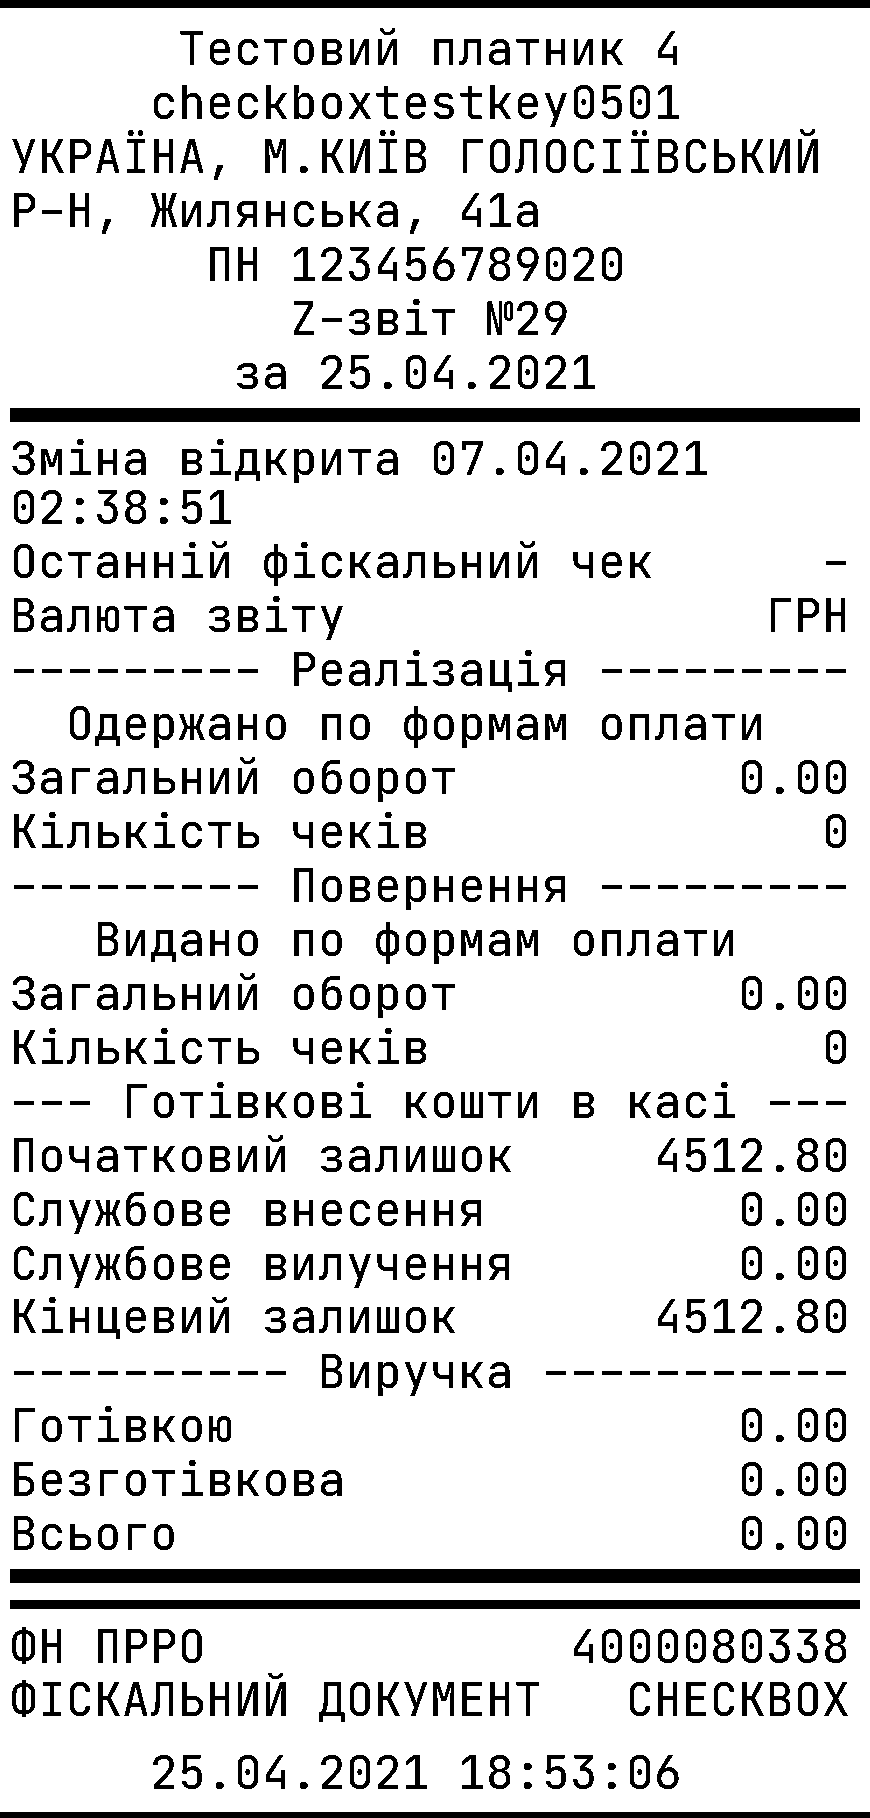 Тестовий платник 4
checkboxtestkey0501
УКРАЇНА, М.КИЇВ ГОЛОСІЇВСЬКИЙ
Р-Н, Жилянська, 41а
ПН 123456789020
Z-звіт №29
за 25.04.2021
Зміна відкрита 07.04.2021
02:38:51
Останній фіскальний чек -
Валюта звіту ГРН
--------- Реалізація ---------
Одержано по формам оплати
Загальний оборот 0.00
Кількість чеків 0
--------- Повернення ---------
Видано по формам оплати
Загальний оборот 0.00
Кількість чеків 0
--- Готівкові кошти в касі ---
Початковий залишок 4512.80
Службове внесення 0.00
Службове вилучення 0.00
Кінцевий залишок 4512.80
---------- Виручка -----------
Готівкою 0.00
Безготівкова 0.00
Всього 0.00
ФН ПРРО 4000080338
ФІСКАЛЬНИЙ ДОКУМЕНТ CHECKBOX
25.04.2021 18:53:06